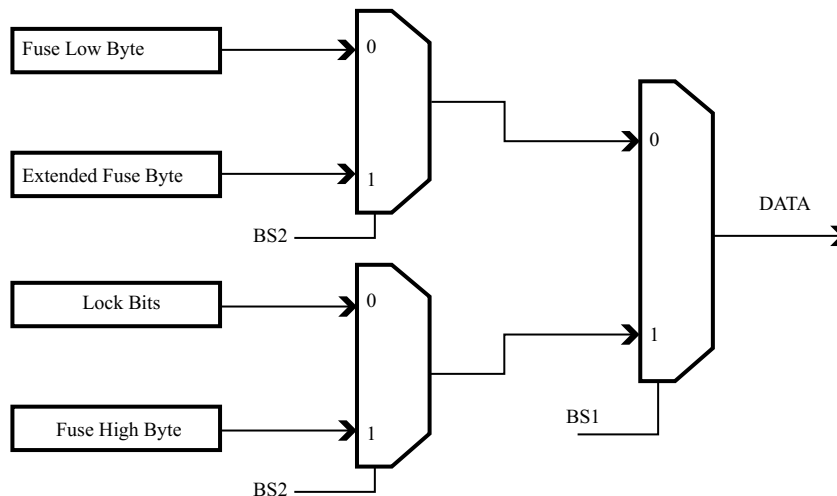 Fuse Low Byte
0
Extended Fuse Byte
1
BS2
0
DATA
Lock Bits
0
1
Fuse High Byte
1
BS1
BS2